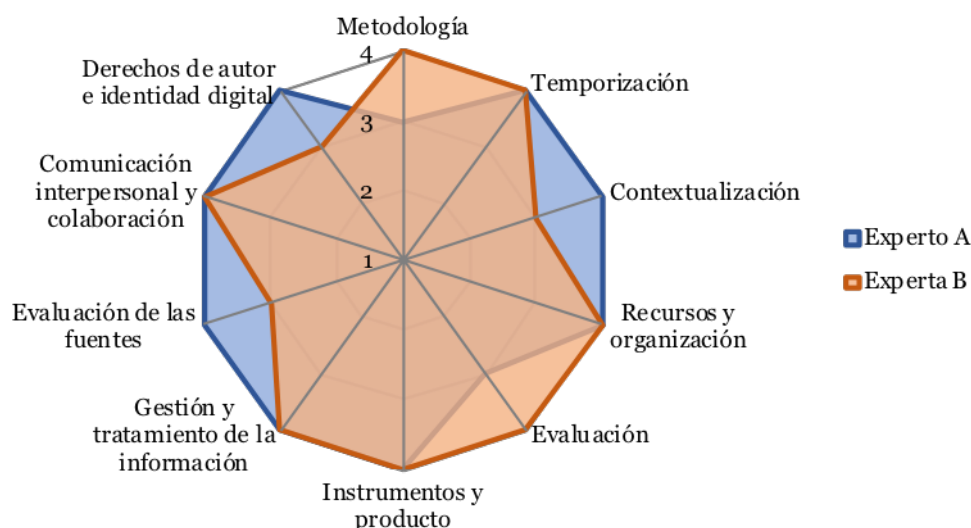 Metodología
4
Derechos de autor
e identidad digital
Temporización
3
Comunicación
interpersonal y
colaboración
2
Contextualización
1
Experto A
Experta B
Evaluación de las
fuentes
Recursos y
organización
Gestión y
tratamiento de la
información
Evaluación
Instrumentos y
producto